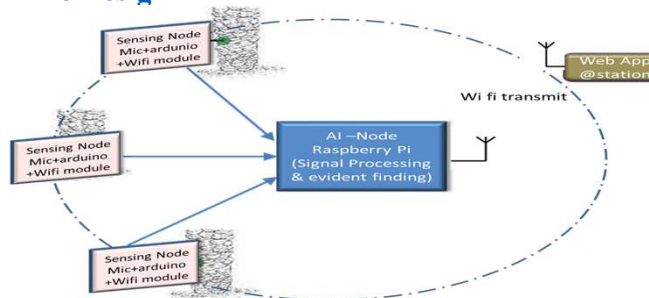 Sensing Node
Mic+ardunio
+Wifi module
Web App
@station
Wi fi transmit
AI –Node
Raspberry Pi
(Signal Processing
& evident finding)
Sensing Node
Mic+arduino
+Wifi module
Sensing Node
Mic+arduino
+Wifi module